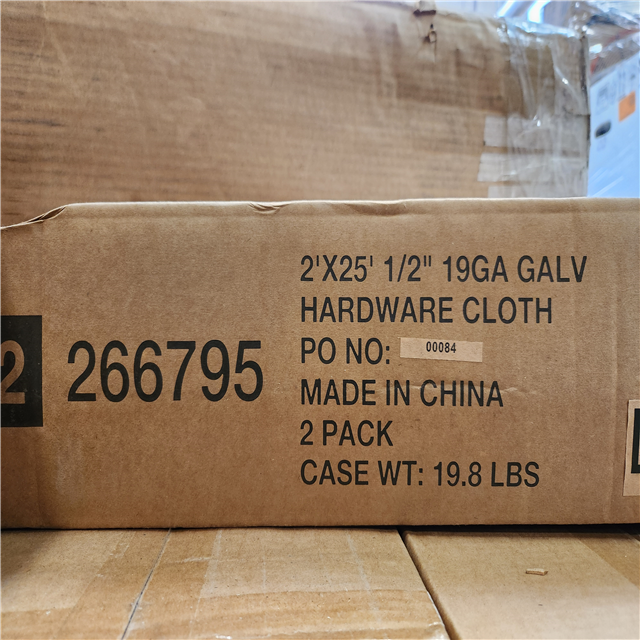 2'X25' 1/2" 19GA GALV
HARDWARE CLOTH
2 266795
PO NO: 00084
MADE IN CHINA
2 PACK
CASE WT: 19.8 LBS